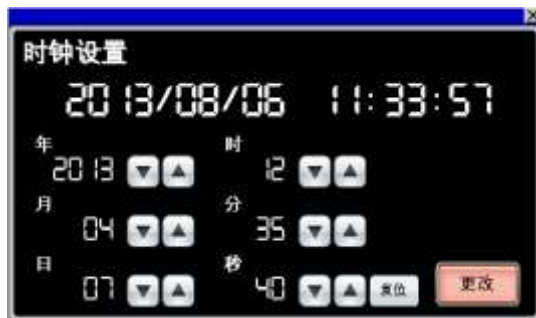 时钟设置
2013/08/06 11:33:57
年 时
2013 12
月 分
04 35
日 秒
07 40 复位 更改